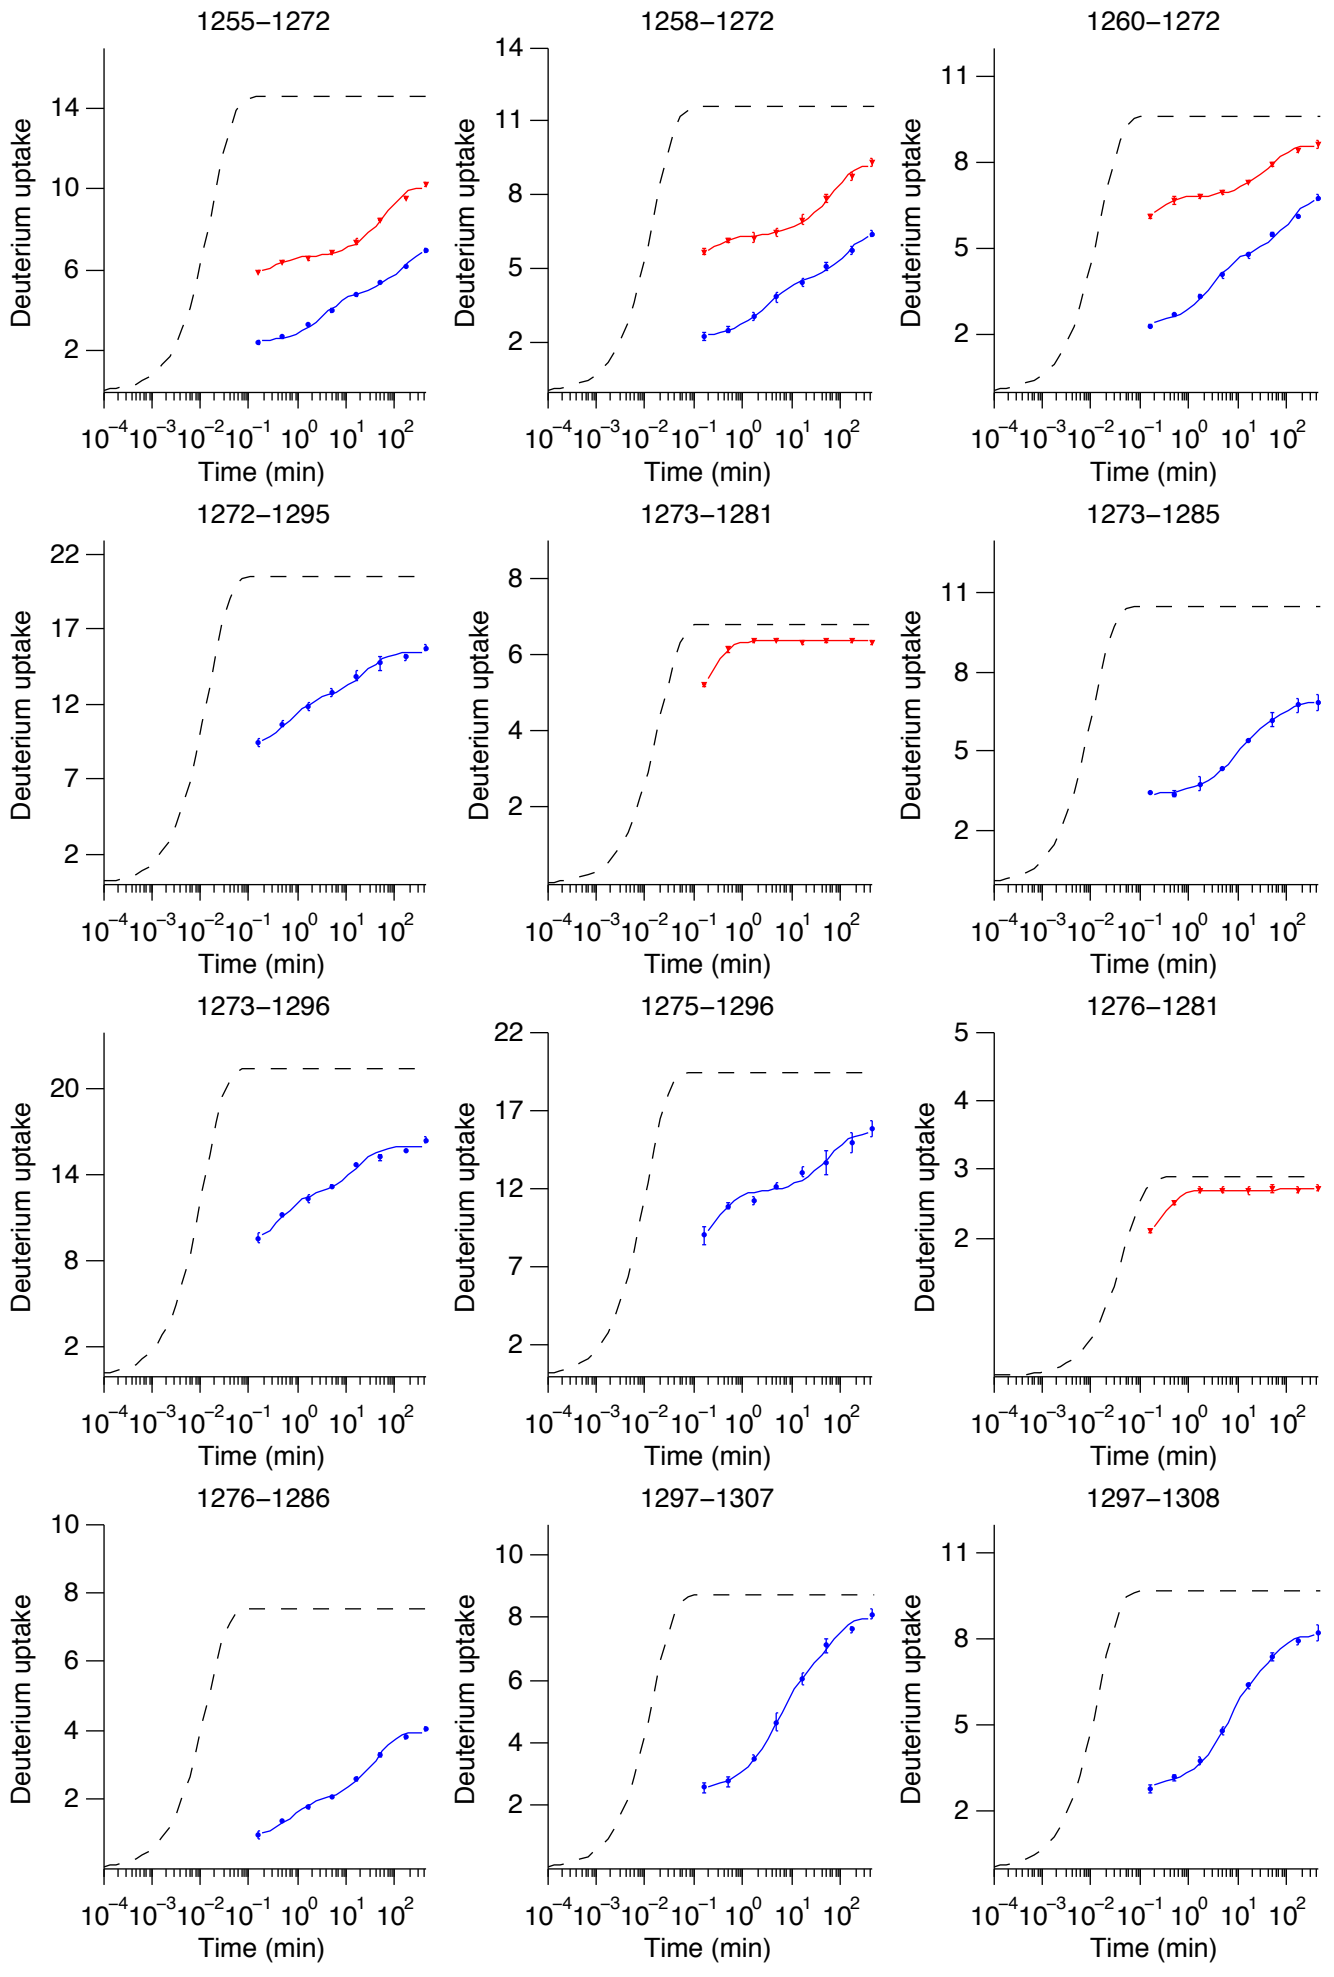 1255−1272 1258−1272 1260−1272
Deuterium uptake 14 10 6 2
Deuterium uptake 14 11 8 5 2
Deuterium uptake 11 8 5 2
10−4 10−3 10−2 10−1 100 101 102 10−4 10−3 10−2 10−1 100 101 102 10−4 10−3 10−2 10−1 100 101 102
Time (min) Time (min) Time (min)
1272−1295 1273−1281 1273−1285
Deuterium uptake 22 17 12 7 2
Deuterium uptake 8 6 4 2
Deuterium uptake 11 8 5 2
10−4 10−3 10−2 10−1 100 101 102 10−4 10−3 10−2 10−1 100 101 102 10−4 10−3 10−2 10−1 100 101 102
Time (min) Time (min) Time (min)
1273−1296 1275−1296 1276−1281
Deuterium uptake 20 14 8 2
Deuterium uptake 22 17 12 7 2
Deuterium uptake 5 4 3 2
10−4 10−3 10−2 10−1 100 101 102 10−4 10−3 10−2 10−1 100 101 102 10−4 10−3 10−2 10−1 100 101 102
Time (min) Time (min) Time (min)
1276−1286 1297−1307 1297−1308
Deuterium uptake 10 8 6 4 2
Deuterium uptake 10 8 6 4 2
Deuterium uptake 11 8 5 2
10−4 10−3 10−2 10−1 100 101 102 10−4 10−3 10−2 10−1 100 101 102 10−4 10−3 10−2 10−1 100 101 102
Time (min) Time (min) Time (min)